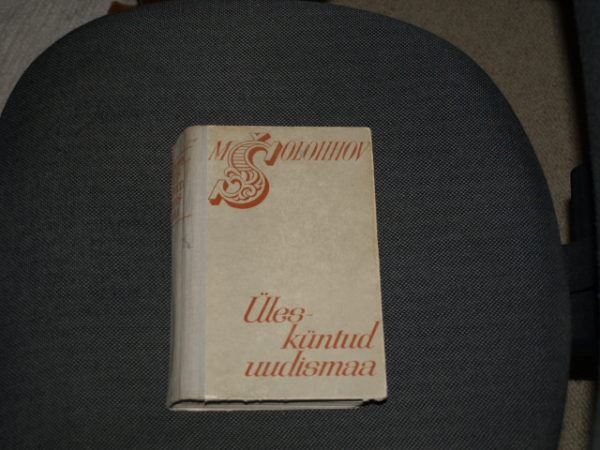 M ŠOLOHHOV
Üles-
küntud
uudismaa